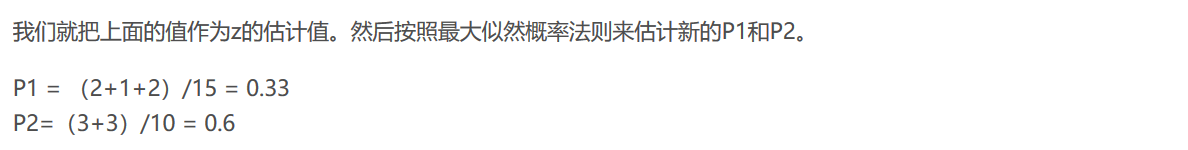 我们就把上面的值作为z的估计值。然后按照最大似然概率法则来估计新的P1和P2。
P1 = （2+1+2）/15 = 0.33
P2=（3+3）/10 = 0.6